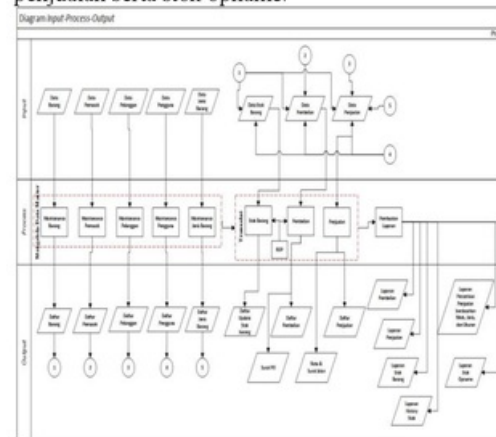 penjualan serta stok opname.
Diagram Input-Process-Output
Input
Data Barang
Data Pemasok
Data Pelanggan
Data Pengguna
Data Jenis Barang
Data Stok Barang
Data Pembelian
Data Penjualan
Process
Maintenance Barang
Maintenance Pemasok
Maintenance Pelanggan
Maintenance Pengguna
Maintenance Jenis Barang
Transaksi
Stok Barang
Pembelian
Penjualan
Pembuatan Laporan
Output
Daftar Barang
Daftar Pemasok
Daftar Pelanggan
Daftar Pengguna
Daftar Jenis Barang
Daftar Update Stok Barang
Daftar Pembelian
Daftar Penjualan
Surat PO
Nota & Surat Jalan
Laporan Pembelian
Laporan Penjualan
Laporan Stok Barang
Laporan History Stok
Laporan Stok Opname